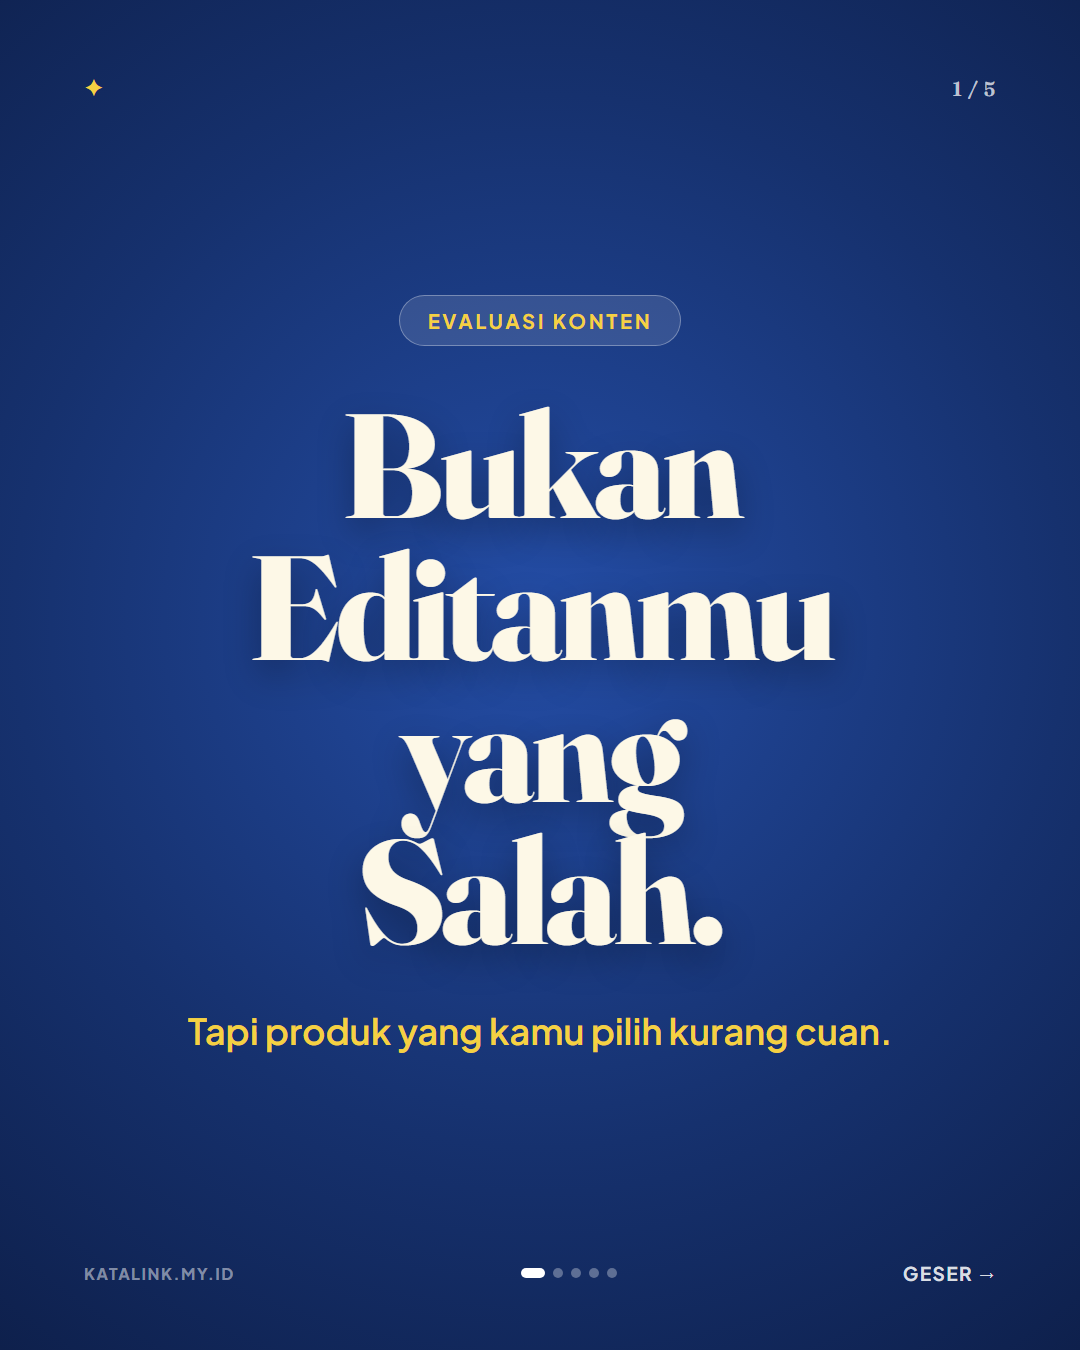 ✦
1 / 5
EVALUASI KONTEN
Bukan
Editanmu
yang
Salah.
Tapi produk yang kamu pilih kurang cuan.
KATALINK.MY.ID
GESER →